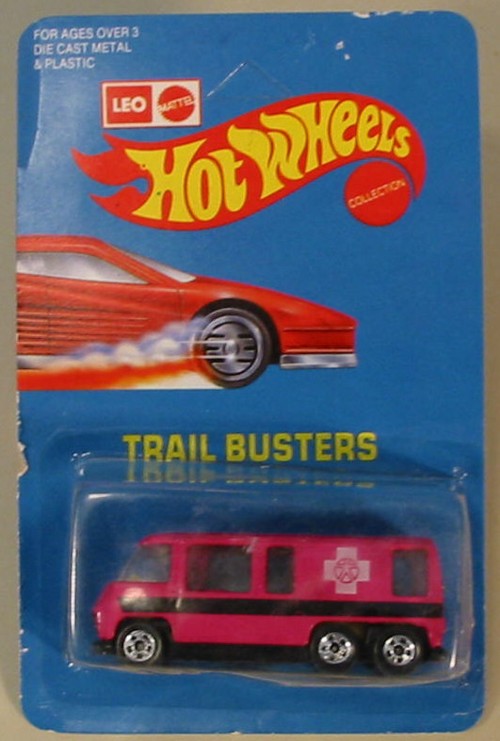 FOR AGES OVER 3
DIE CAST METAL
& PLASTIC
LEO MATTEL
HOT WHEELS
COLLECTION
TRAIL BUSTERS